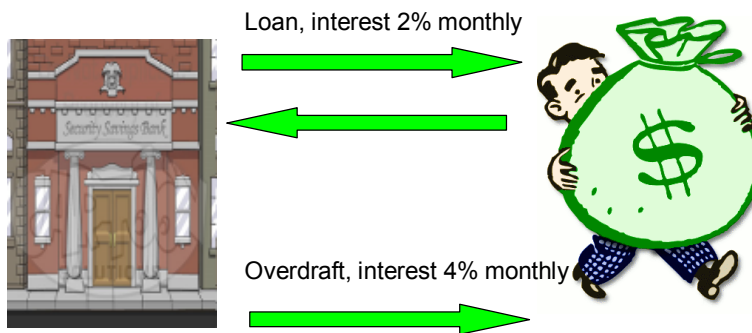 Loan, interest 2% monthly
Security Savings Bank
$
Overdraft, interest 4% monthly